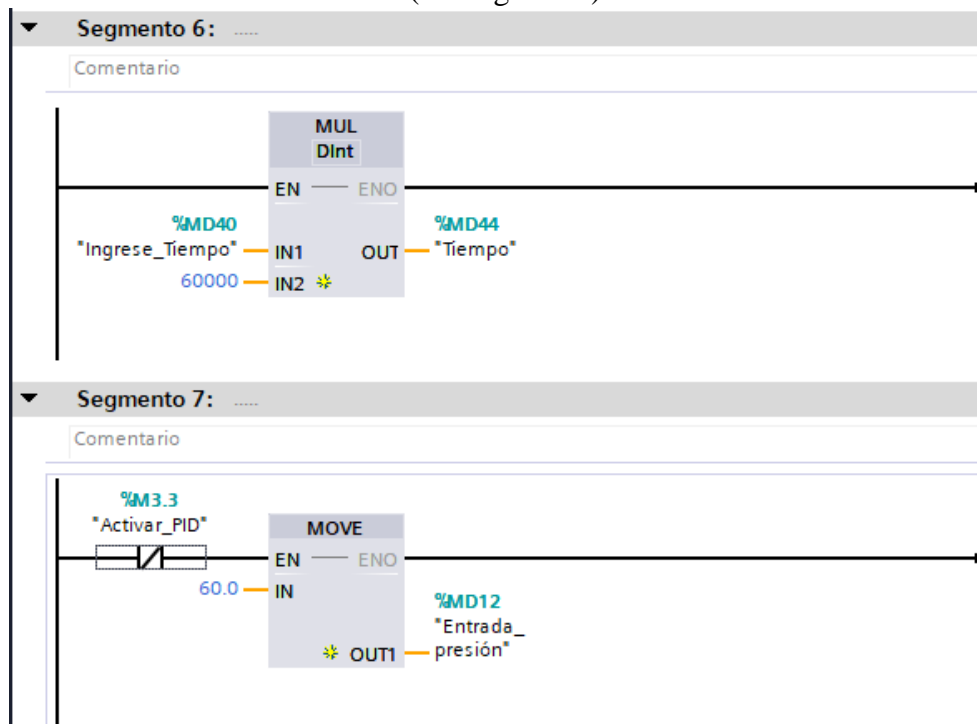 Segmento 6: .....
Comentario
MUL
DInt
EN ENO
%MD40
"Ingrese_Tiempo"
IN1
%MD44
"Tiempo"
OUT
60000
IN2
Segmento 7: .....
Comentario
%M3.3
"Activar_PID"
MOVE
EN ENO
60.0
IN
%MD12
"Entrada_
presión"
OUT1